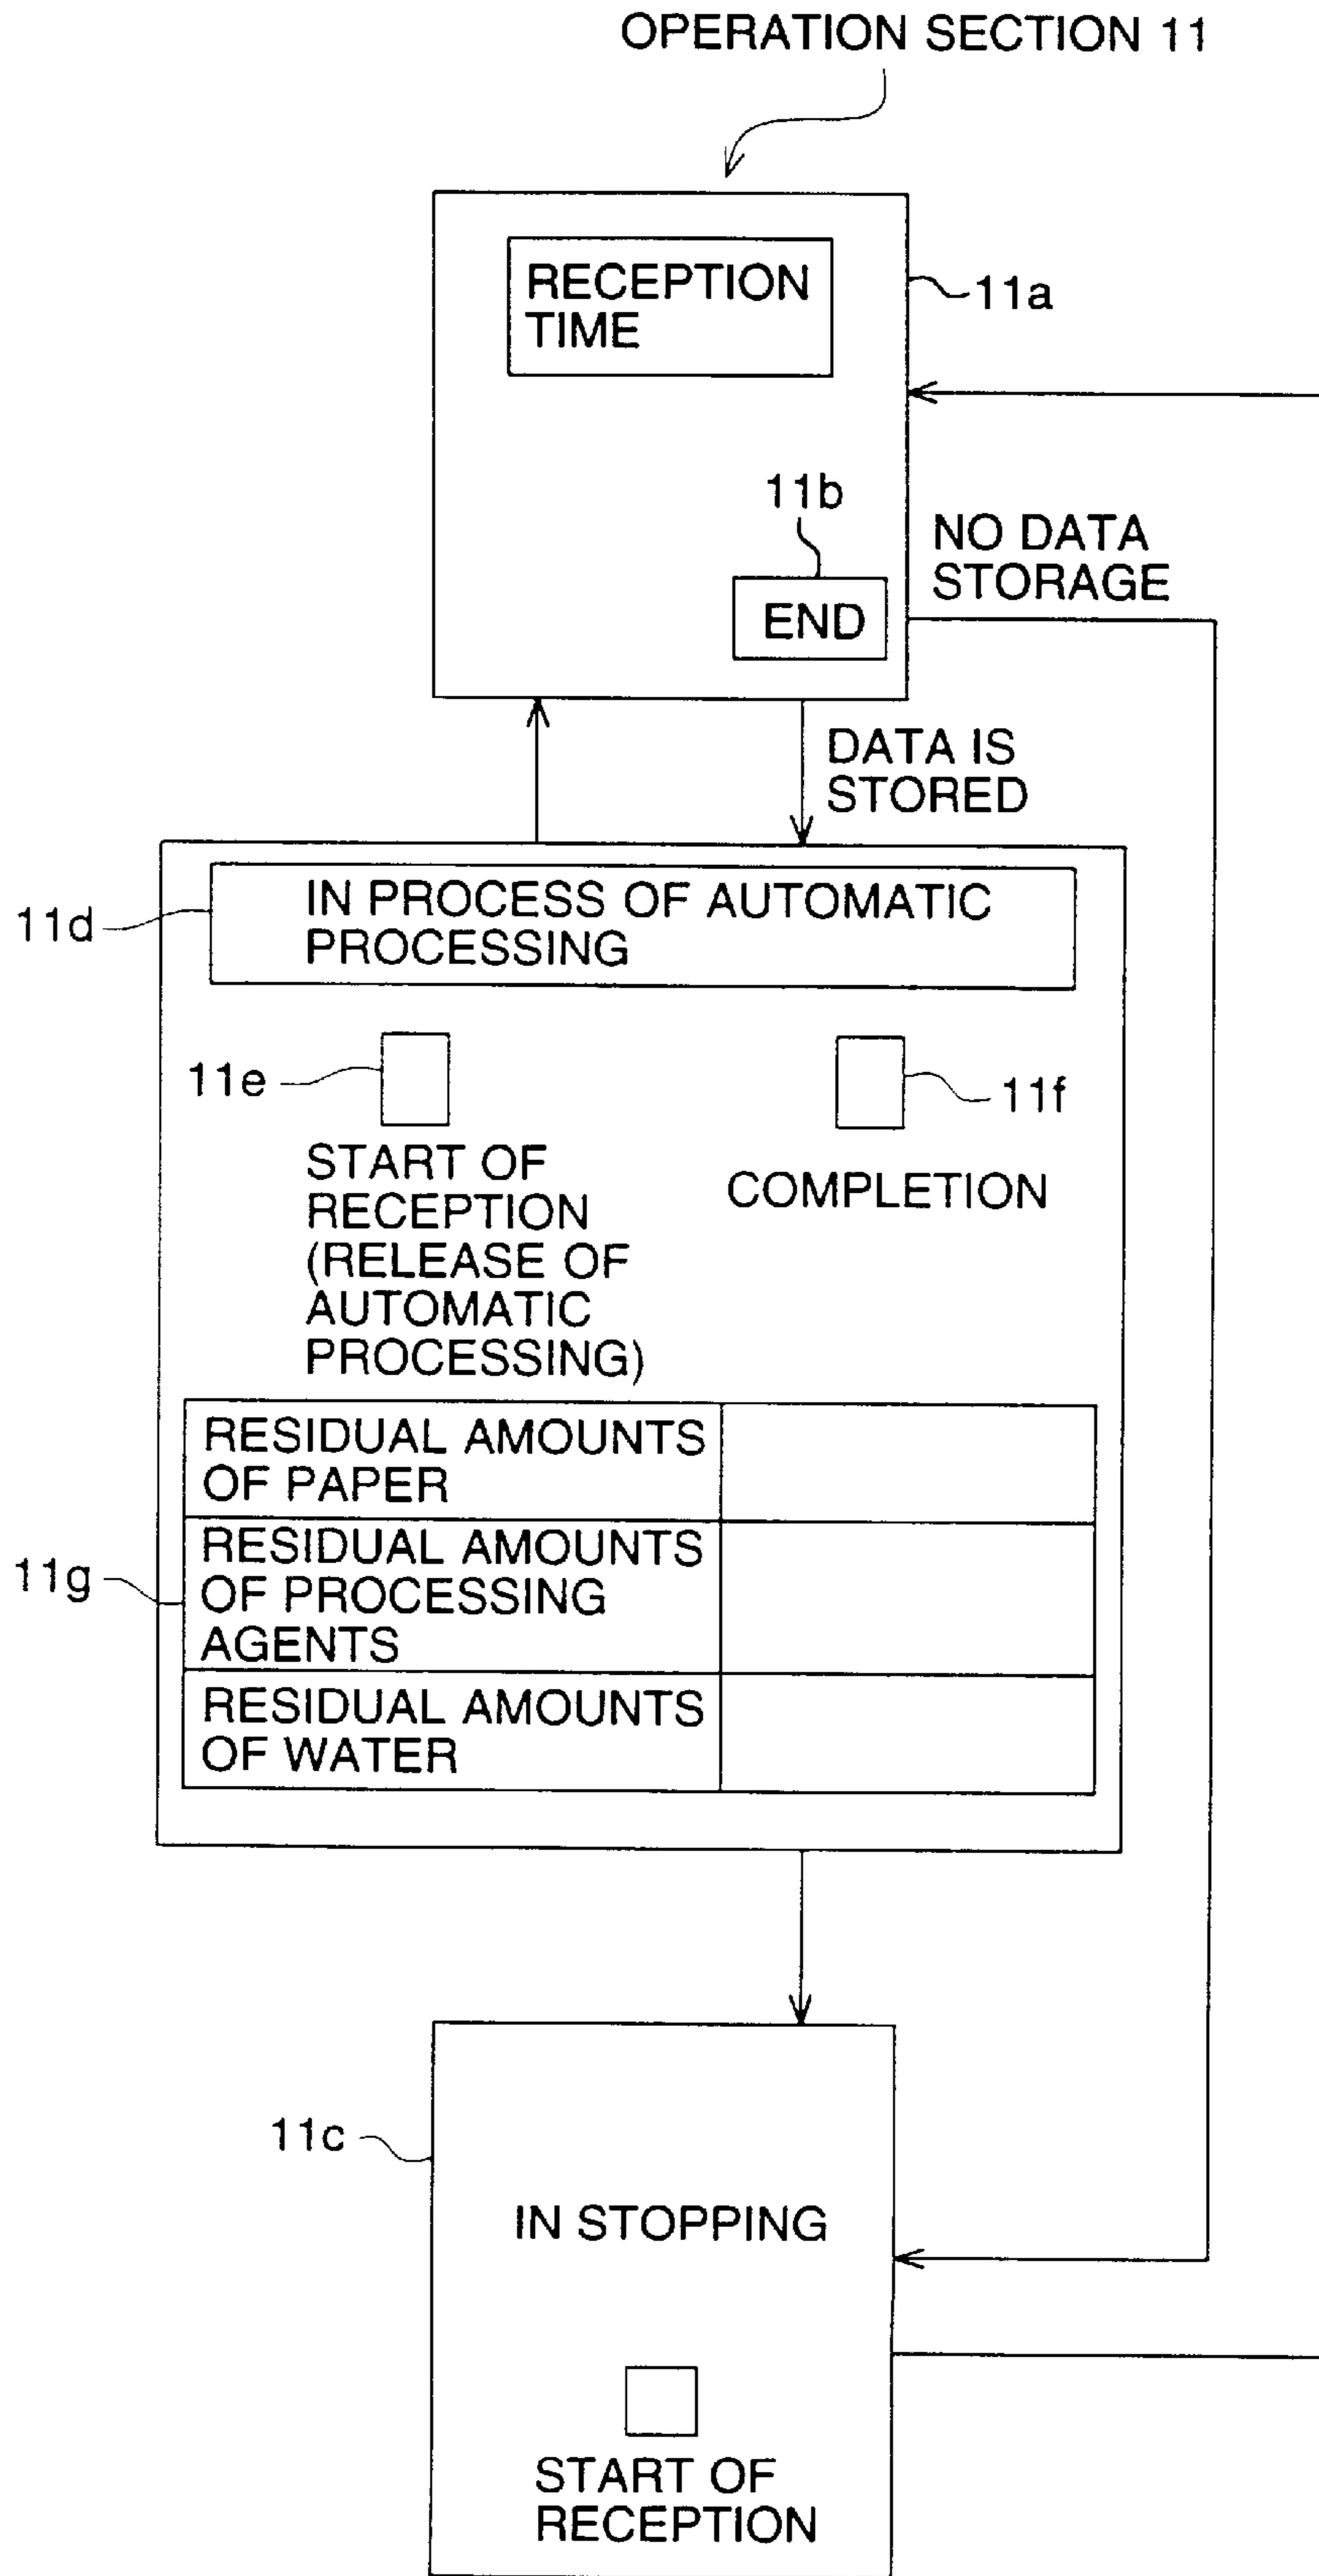 OPERATION SECTION 11
RECEPTION
TIME
11a
11b
END
NO DATA
STORAGE
DATA IS
STORED
11d
IN PROCESS OF AUTOMATIC
PROCESSING
11e
11f
START OF
RECEPTION
(RELEASE OF
AUTOMATIC
PROCESSING)
COMPLETION
RESIDUAL AMOUNTS
OF PAPER
11g
RESIDUAL AMOUNTS
OF PROCESSING
AGENTS
RESIDUAL AMOUNTS
OF WATER
11c
IN STOPPING
START OF
RECEPTION